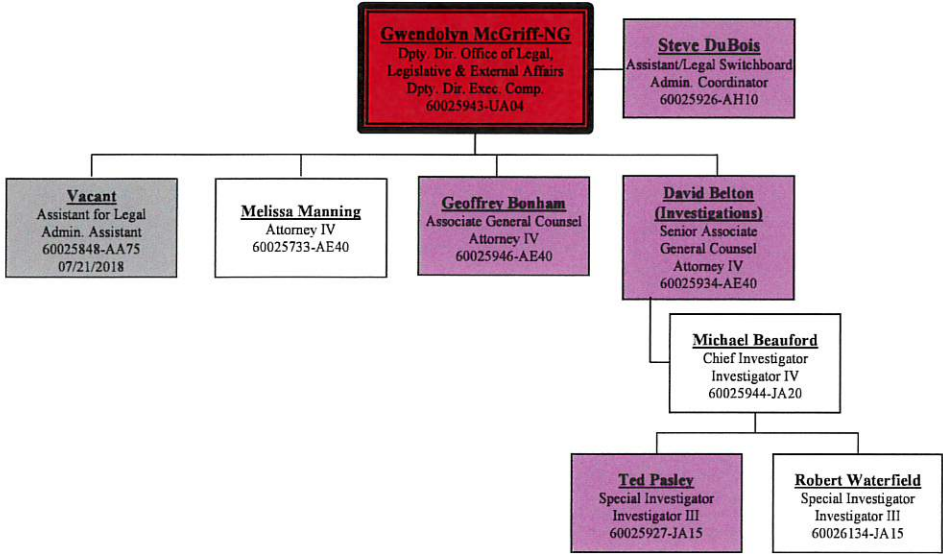 Gwendolyn McGriff-NG
Dpty. Dir. Office of Legal,
Legislative & External Affairs
Dpty. Dir. Exec. Comp.
60025943-UA04
Steve DuBois
Assistant/Legal Switchboard
Admin. Coordinator
60025926-AH10
Vacant
Assistant for Legal
Admin. Assistant
60025848-AA75
07/21/2018
Melissa Manning
Attorney IV
60025733-AE40
Geoffrey Bonham
Associate General Counsel
Attorney IV
60025946-AE40
David Belton
(Investigations)
Senior Associate
General Counsel
Attorney IV
60025934-AE40
Michael Beauford
Chief Investigator
Investigator IV
60025944-JA20
Ted Pasley
Special Investigator
Investigator III
60025927-JA15
Robert Waterfield
Special Investigator
Investigator III
60026134-JA15